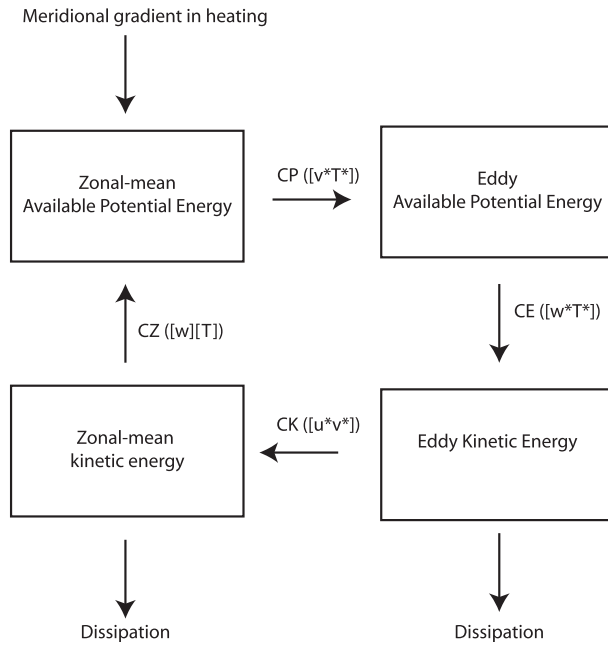 Meridional gradient in heating
Zonal-mean
Available Potential Energy
CP ([v*T*])
Eddy
Available Potential Energy
CZ ([w][T])
CE ([w*T*])
Zonal-mean
kinetic energy
CK ([u*v*])
Eddy Kinetic Energy
Dissipation
Dissipation